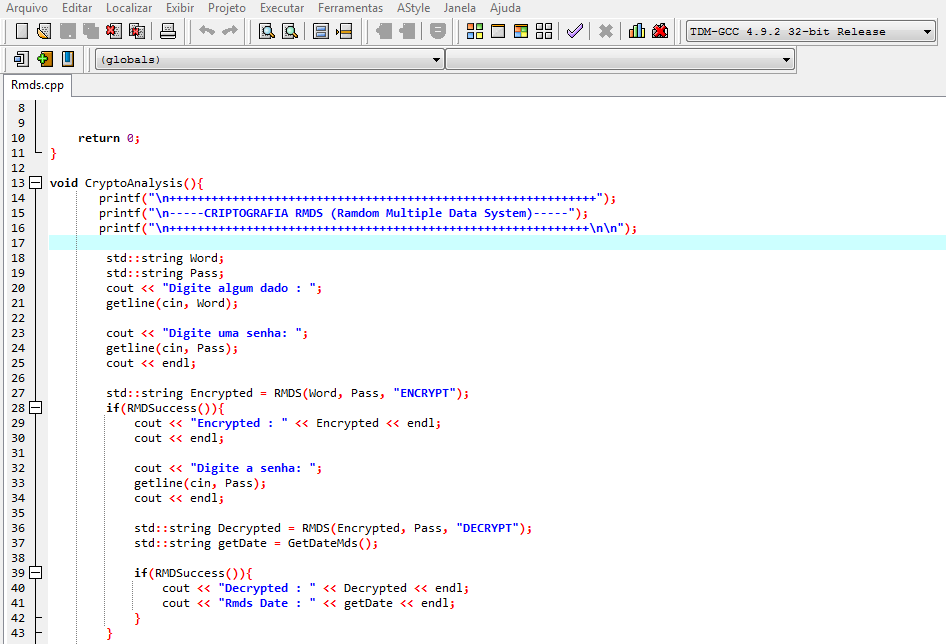 Arquivo Editar Localizar Exibir Projeto Executar Ferramentas AStyle Janela Ajuda
TDM-GCC 4.9.2 32-bit Release
(globals)
Rmds.cpp
8
9
10 return 0;
11 }
12
13 void CryptoAnalysis(){
14 printf("\n+++++++++++++++++++++++++++++++++++++++++++++++++++++++++++++");
15 printf("\n-----CRIPTOGRAFIA RMDS (Ramdom Multiple Data System)-----");
16 printf("\n++++++++++++++++++++++++++++++++++++++++++++++++++++++++++++\n\n");
17
18 std::string Word;
19 std::string Pass;
20 cout << "Digite algum dado : ";
21 getline(cin, Word);
22
23 cout << "Digite uma senha: ";
24 getline(cin, Pass);
25 cout << endl;
26
27 std::string Encrypted = RMDS(Word, Pass, "ENCRYPT");
28 if(RMDSuccess()){
29 cout << "Encrypted : " << Encrypted << endl;
30 cout << endl;
31
32 cout << "Digite a senha: ";
33 getline(cin, Pass);
34 cout << endl;
35
36 std::string Decrypted = RMDS(Encrypted, Pass, "DECRYPT");
37 std::string getDate = GetDateMds();
38
39 if(RMDSuccess()){
40 cout << "Decrypted : " << Decrypted << endl;
41 cout << "Rmds Date : " << getDate << endl;
42 }
43 }